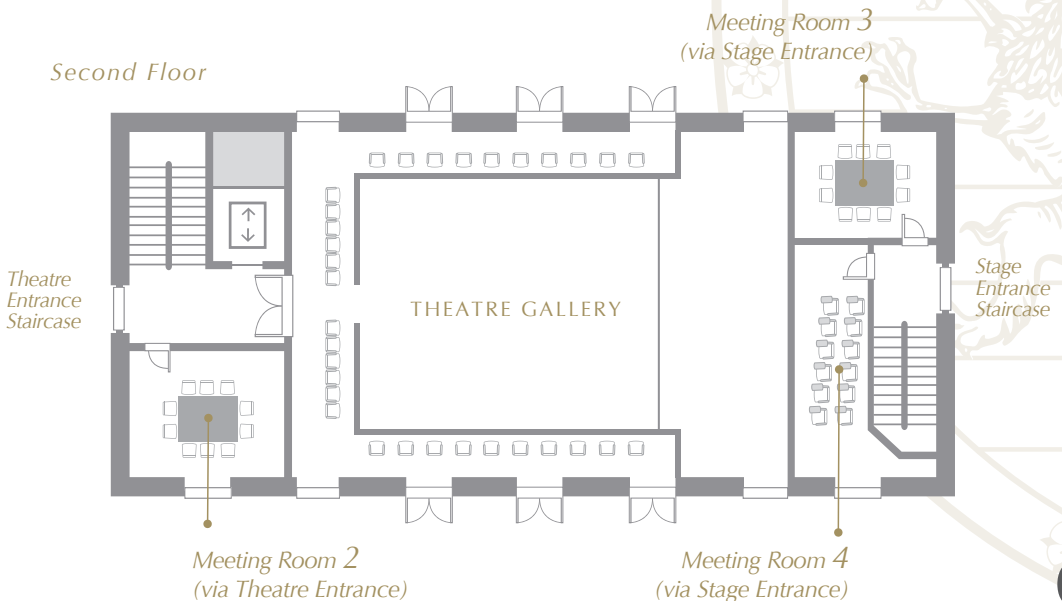 Meeting Room 3
(via Stage Entrance)
Second Floor
Theatre
Entrance
Staircase
THEATRE GALLERY
Stage
Entrance
Staircase
Meeting Room 2
(via Theatre Entrance)
Meeting Room 4
(via Stage Entrance)